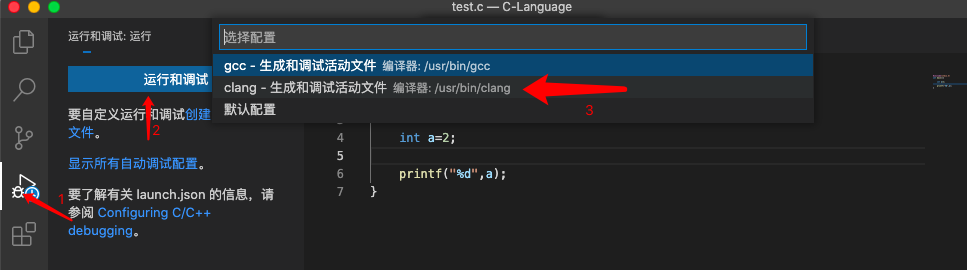 test.c — C-Language
运行和调试: 运行
选择配置
运行和调试
gcc - 生成和调试活动文件 编译器: /usr/bin/gcc
clang - 生成和调试活动文件 编译器: /usr/bin/clang
默认配置
3
2
要自定义运行和调试创建
文件。
显示所有自动调试配置。
要了解有关 launch.json 的信息，请
参阅 Configuring C/C++
debugging。
1
4 int a=2;
5
6 printf("%d",a);
7 }